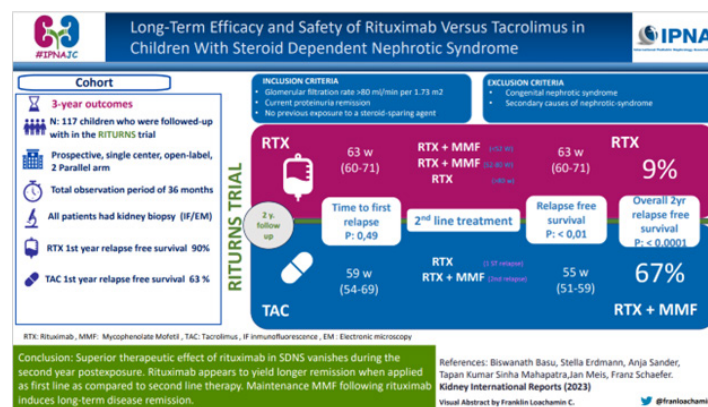 #IPNAJC
Long-Term Efficacy and Safety of Rituximab Versus Tacrolimus in
Children With Steroid Dependent Nephrotic Syndrome
IPNA
International Pediatric Nephrology Association
Cohort
3-year outcomes
N: 117 children who were followed-up
with in the RITURNS trial
Prospective, single center, open-label,
2 Parallel arm
Total observation period of 36 months
All patients had kidney biopsy (IF/EM)
RTX 1st year relapse free survival 90%
TAC 1st year relapse free survival 63 %
INCLUSION CRITERIA
• Glomerular filtration rate >80 ml/min per 1.73 m2
• Current proteinuria remission
• No previous exposure to a steroid-sparing agent
EXCLUSION CRITERIA
• Congenital nephrotic syndrome
• Secondary causes of nephrotic-syndrome
RITURNS TRIAL
RTX
63 w
(60-71)
RTX + MMF
RTX + MMF
RTX
63 w
(60-71)
RTX
9%
2 y.
follow
up
Time to first
relapse
P: 0,49
2nd line treatment
Relapse free
survival
P: < 0,01
Overall 2yr
relapse free
survival
P: < 0.0001
TAC
59 w
(54-69)
RTX (1 ST relapse)
RTX + MMF (2nd relapse)
55 w
(51-59)
67%
RTX + MMF
RTX: Rituximab , MMF: Mycophenolate Mofetil , TAC: Tacrolimus , IF inmunofluorescence , EM : Electronic microscopy
Conclusion: Superior therapeutic effect of rituximab in SDNS vanishes during the
second year postexposure. Rituximab appears to yield longer remission when applied
as first line as compared to second line therapy. Maintenance MMF following rituximab
induces long-term disease remission.
References: Biswanath Basu, Stella Erdmann, Anja Sander,
Tapan Kumar Sinha Mahapatra,Jan Meis, Franz Schaefer.
Kidney International Reports (2023)
Visual Abstract by Franklin Loachamin C.
@franloachamin